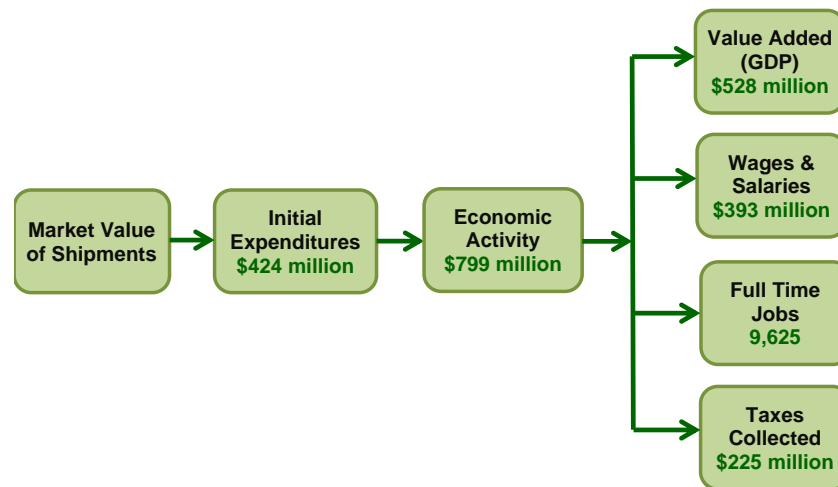 Market Value
of Shipments
Initial
Expenditures
$424 million
Economic
Activity
$799 million
Value Added
(GDP)
$528 million
Wages &
Salaries
$393 million
Full Time
Jobs
9,625
Taxes
Collected
$225 million